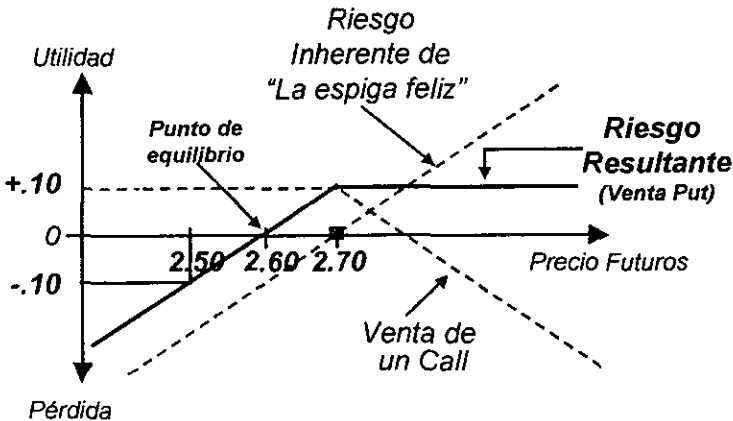 Riesgo
Inherente de
"La espiga feliz"
Utilidad
Punto de
equilibrio
Riesgo
Resultante
(Venta Put)
+.10
0
2.50
2.60
2.70
Precio Futuros
-.10
Venta de
un Call
Pérdida